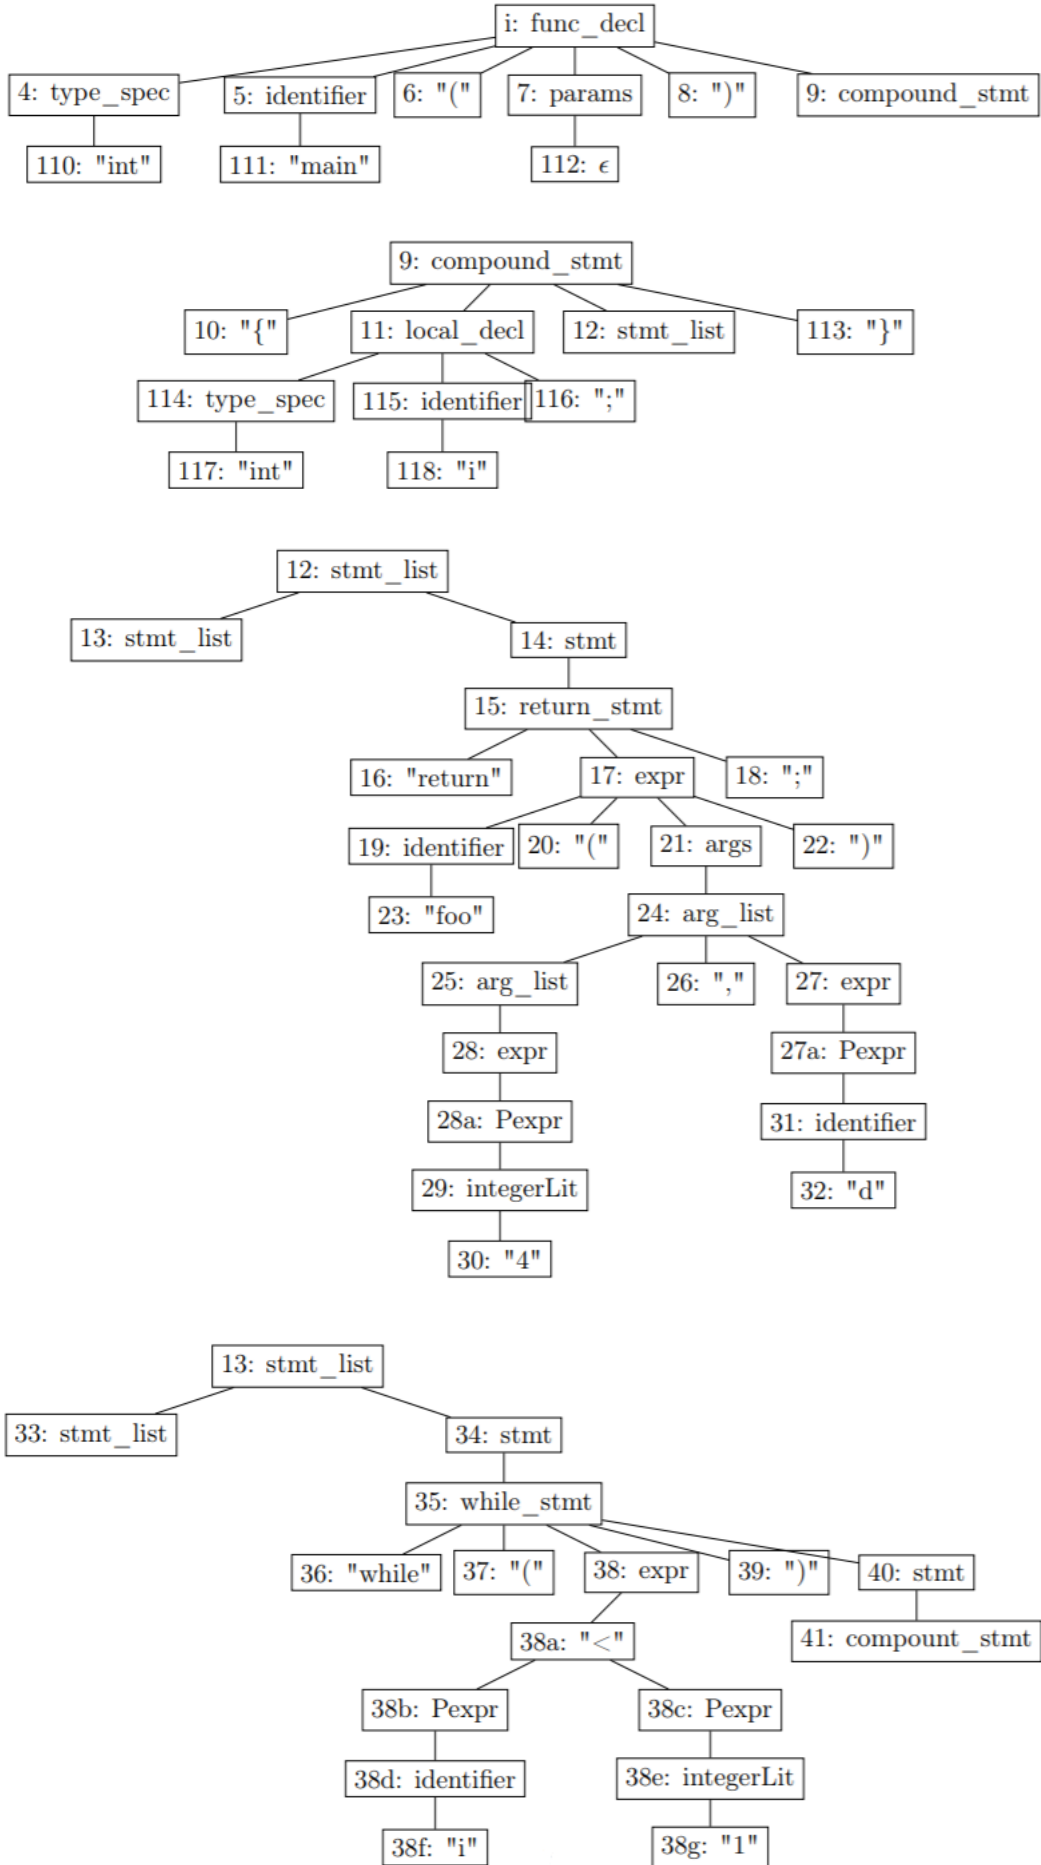 i: func_decl
4: type_spec 5: identifier 6: "(" 7: params 8: ")" 9: compound_stmt
110: "int" 111: "main" 112: ϵ
9: compound_stmt
10: "{" 11: local_decl 12: stmt_list 113: "}"
114: type_spec 115: identifier 116: ";"
117: "int" 118: "i"
12: stmt_list
13: stmt_list 14: stmt
15: return_stmt
16: "return" 17: expr 18: ";"
19: identifier 20: "(" 21: args 22: ")"
23: "foo" 24: arg_list
25: arg_list 26: "," 27: expr
28: expr 27a: Pexpr
28a: Pexpr 31: identifier
29: integerLit 32: "d"
30: "4"
13: stmt_list
33: stmt_list 34: stmt
35: while_stmt
36: "while" 37: "(" 38: expr 39: ")" 40: stmt
38a: "<" 41: compount_stmt
38b: Pexpr 38c: Pexpr
38d: identifier 38e: integerLit
38f: "i" 38g: "1"